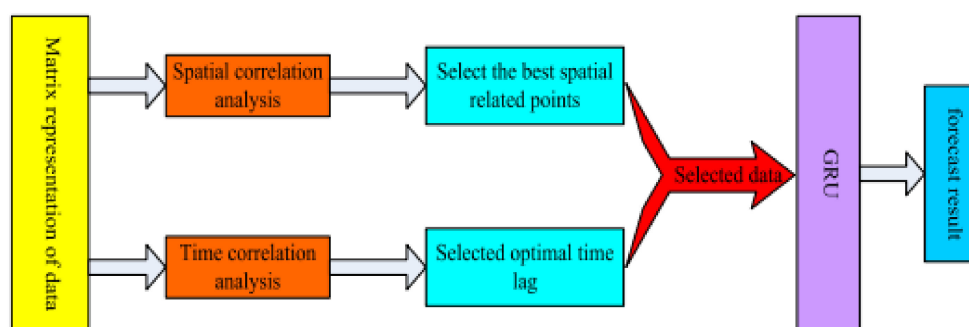 Matrix representation of data
Spatial correlation
analysis
Select the best spatial
related points
Time correlation
analysis
Selected optimal time
lag
Selected data
GRU
forecast result